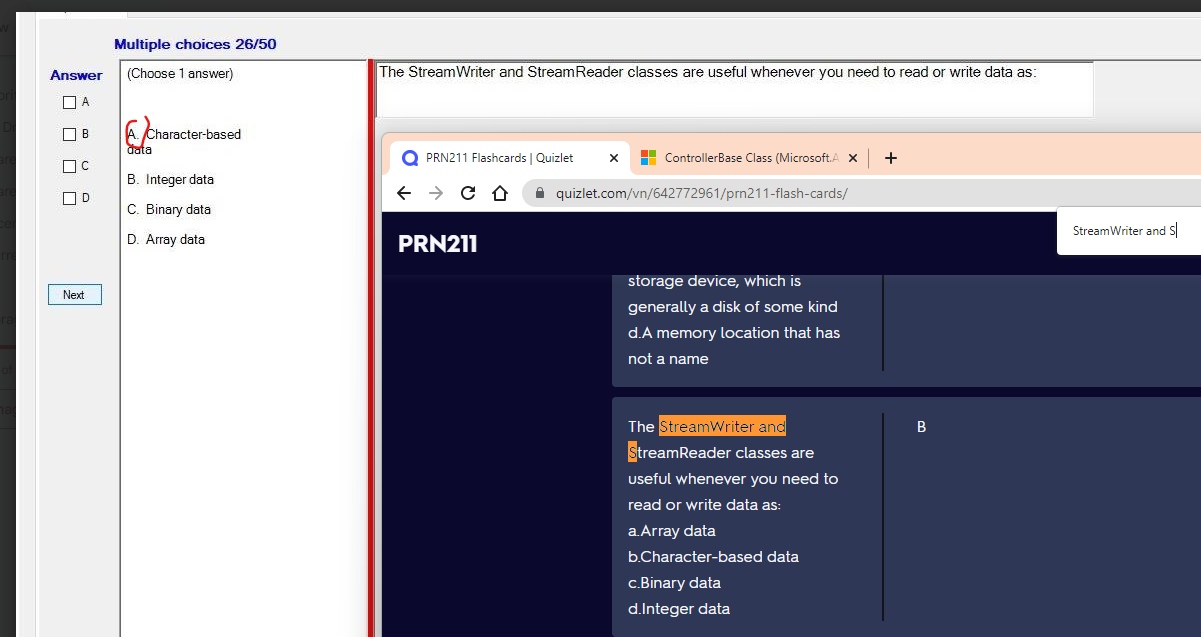 Multiple choices 26/50
Answer
A
B
C
D
Next
(Choose 1 answer)
A. Character-based
data
B. Integer data
C. Binary data
D. Array data
The StreamWriter and StreamReader classes are useful whenever you need to read or write data as:
PRN211 Flashcards | Quizlet
ControllerBase Class (Microsoft.A
quizlet.com/vn/642772961/prn211-flash-cards/
StreamWriter and S
PRN211
storage device, which is
generally a disk of some kind
d.A memory location that has
not a name
The StreamWriter and
StreamReader classes are
useful whenever you need to
read or write data as:
a.Array data
b.Character-based data
c.Binary data
d.Integer data
B